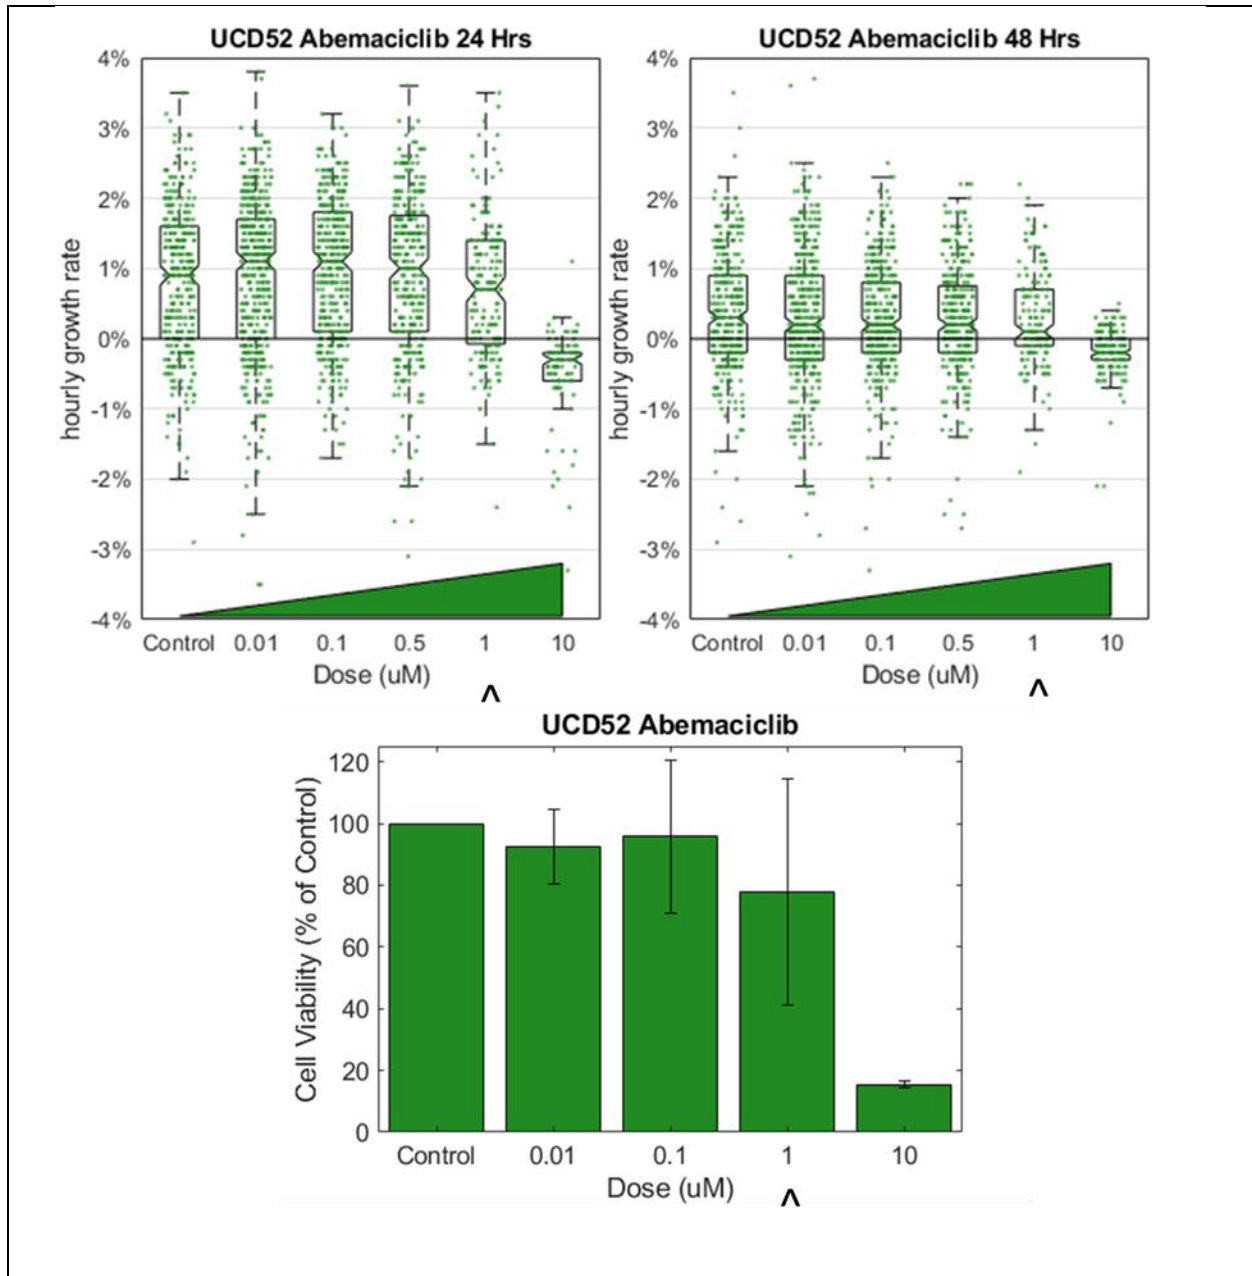 UCD52 Abemaciclib 24 Hrs
4%
3%
2%
1%
0%
-1%
-2%
-3%
-4%
hourly growth rate
Control 0.01 0.1 0.5 1 10
Dose (uM)
^
UCD52 Abemaciclib 48 Hrs
4%
3%
2%
1%
0%
-1%
-2%
-3%
-4%
hourly growth rate
Control 0.01 0.1 0.5 1 10
Dose (uM)
^
UCD52 Abemaciclib
120
100
80
60
40
20
0
Cell Viability (% of Control)
Control 0.01 0.1 1 10
Dose (uM)
^